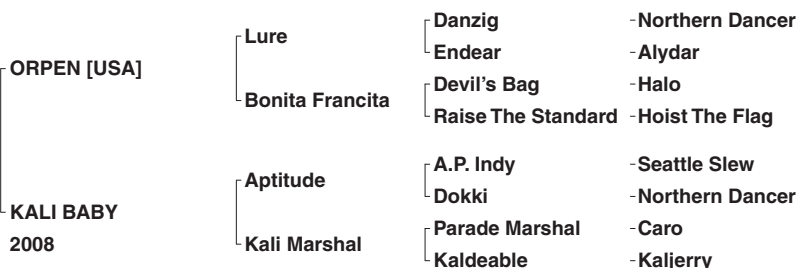 Danzig Northern Dancer
Lure
Endear Alydar
ORPEN [USA]
Devil's Bag Halo
Bonita Francita
Raise The Standard Hoist The Flag
A.P. Indy Seattle Slew
Aptitude
Dokki Northern Dancer
KALI BABY
Parade Marshal Caro
2008 Kali Marshal
Kaldeable Kaljerry